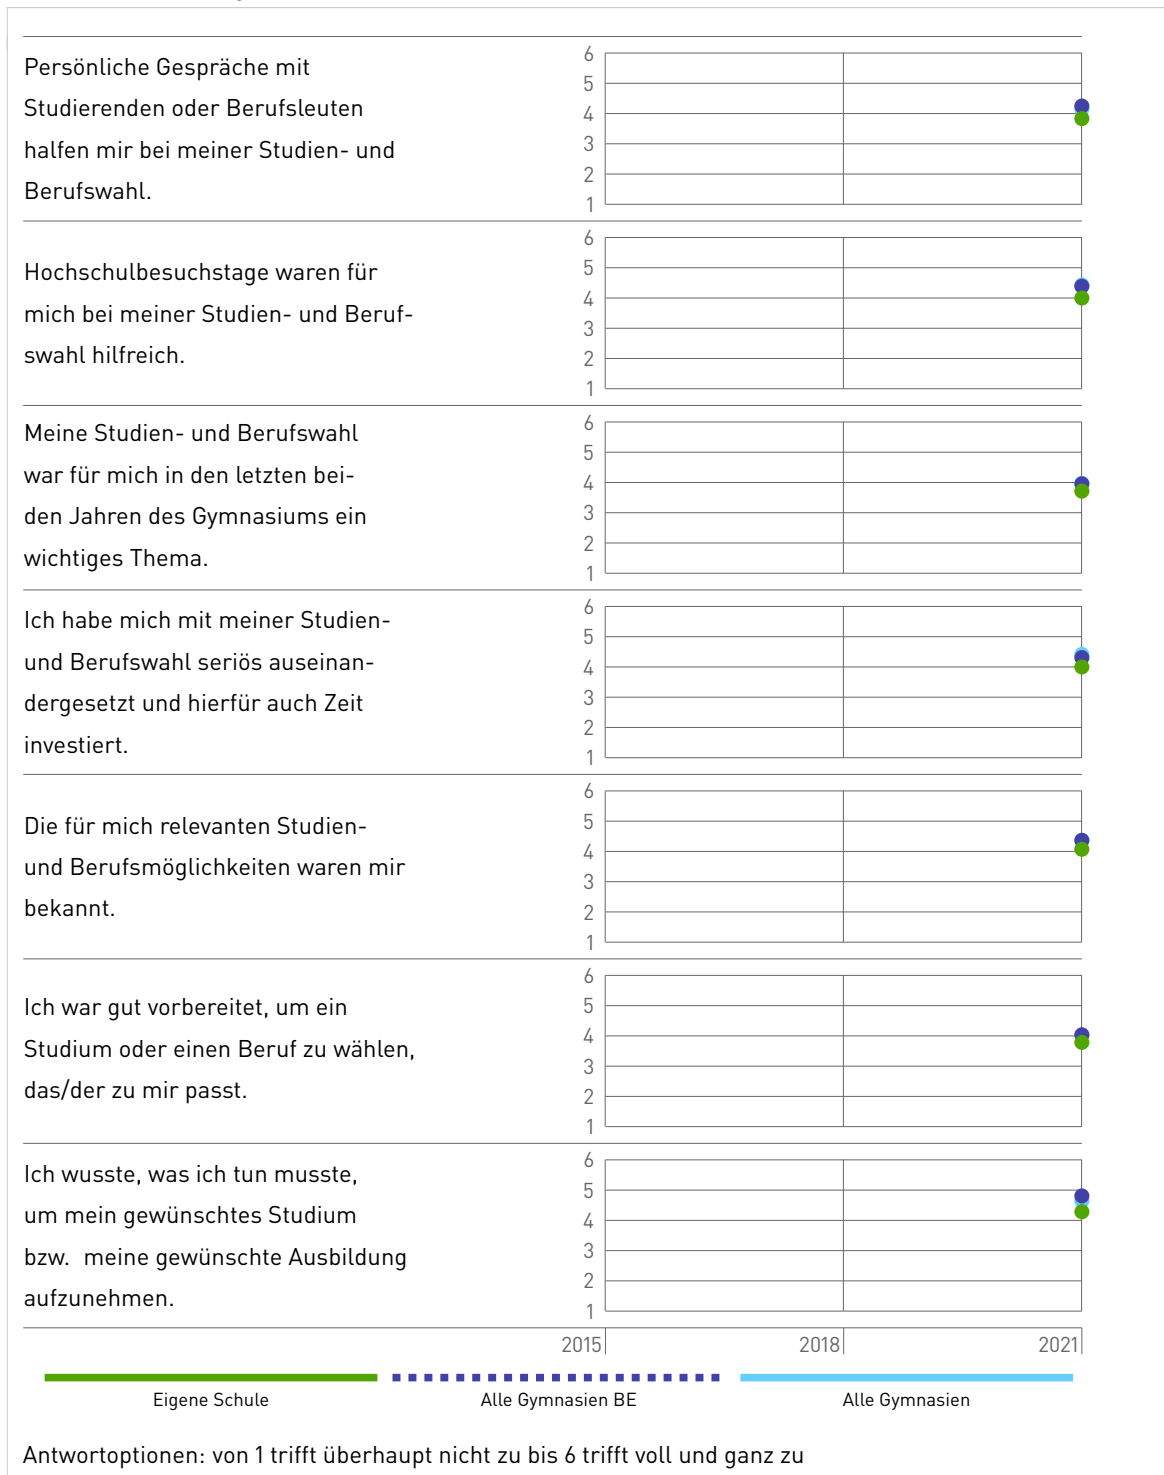 Persönliche Gespräche mit
Studierenden oder Berufsleuten
halfen mir bei meiner Studien- und
Berufswahl.
6
5
4
3
2
1
Hochschulbesuchstage waren für
mich bei meiner Studien- und Beruf-
swahl hilfreich.
6
5
4
3
2
1
Meine Studien- und Berufswahl
war für mich in den letzten bei-
den Jahren des Gymnasiums ein
wichtiges Thema.
6
5
4
3
2
1
Ich habe mich mit meiner Studien-
und Berufswahl seriös auseinan-
dergesetzt und hierfür auch Zeit
investiert.
6
5
4
3
2
1
Die für mich relevanten Studien-
und Berufsmöglichkeiten waren mir
bekannt.
6
5
4
3
2
1
Ich war gut vorbereitet, um ein
Studium oder einen Beruf zu wählen,
das/der zu mir passt.
6
5
4
3
2
1
Ich wusste, was ich tun musste,
um mein gewünschtes Studium
bzw. meine gewünschte Ausbildung
aufzunehmen.
6
5
4
3
2
1
2015 2018 2021
Eigene Schule Alle Gymnasien BE Alle Gymnasien
Antwortoptionen: von 1 trifft überhaupt nicht zu bis 6 trifft voll und ganz zu